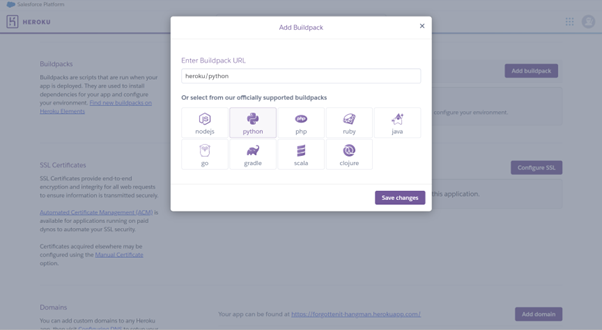 Salesforce Platform
HEROKU
Add Buildpack
×
Enter Buildpack URL
heroku/python
Or select from our officially supported buildpacks
nodejs
python
php
ruby
java
go
gradle
scala
clojure
Save changes
Buildpacks
Buildpacks are scripts that are run when your
app is deployed. They are used to install
dependencies for your app and configure
your environment. Find new buildpacks on
Heroku Elements
Add buildpack
configure your environment.
SSL Certificates
SSL Certificates provide end-to-end
encryption and integrity for all web requests
to ensure information is transmitted securely.
Automated Certificate Management (ACM) is
available for applications running on paid
dynos to automate your SSL security.
Certificates acquired elsewhere may be
configured by using the Manual Certificate
option.
Configure SSL
this application.
Domains
You can add custom domains to any Heroku
Your app can be found at
Add domain